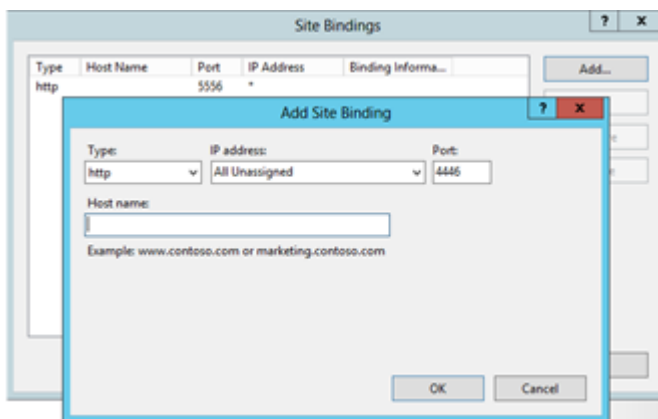 Site Bindings
? x
Type Host Name Port IP Address Binding Informa...
http 5556 *
Add...
Add Site Binding
? x
Type: IP address: Port:
http All Unassigned 4446
Host name:
Example: www.contoso.com or marketing.contoso.com
OK Cancel